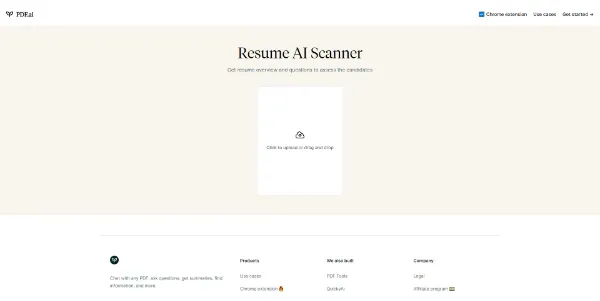 PDF.ai
Chrome extension
Use cases
Get started →
Resume AI Scanner
Get resume overview and questions to assess the candidates
Click to upload or drag and drop
Products
We also built
Company
Chat with any PDF: ask questions, get summaries, find
information, and more.
Use cases
PDF Tools
Legal
Chrome extension 🔥
Affiliate program 💵